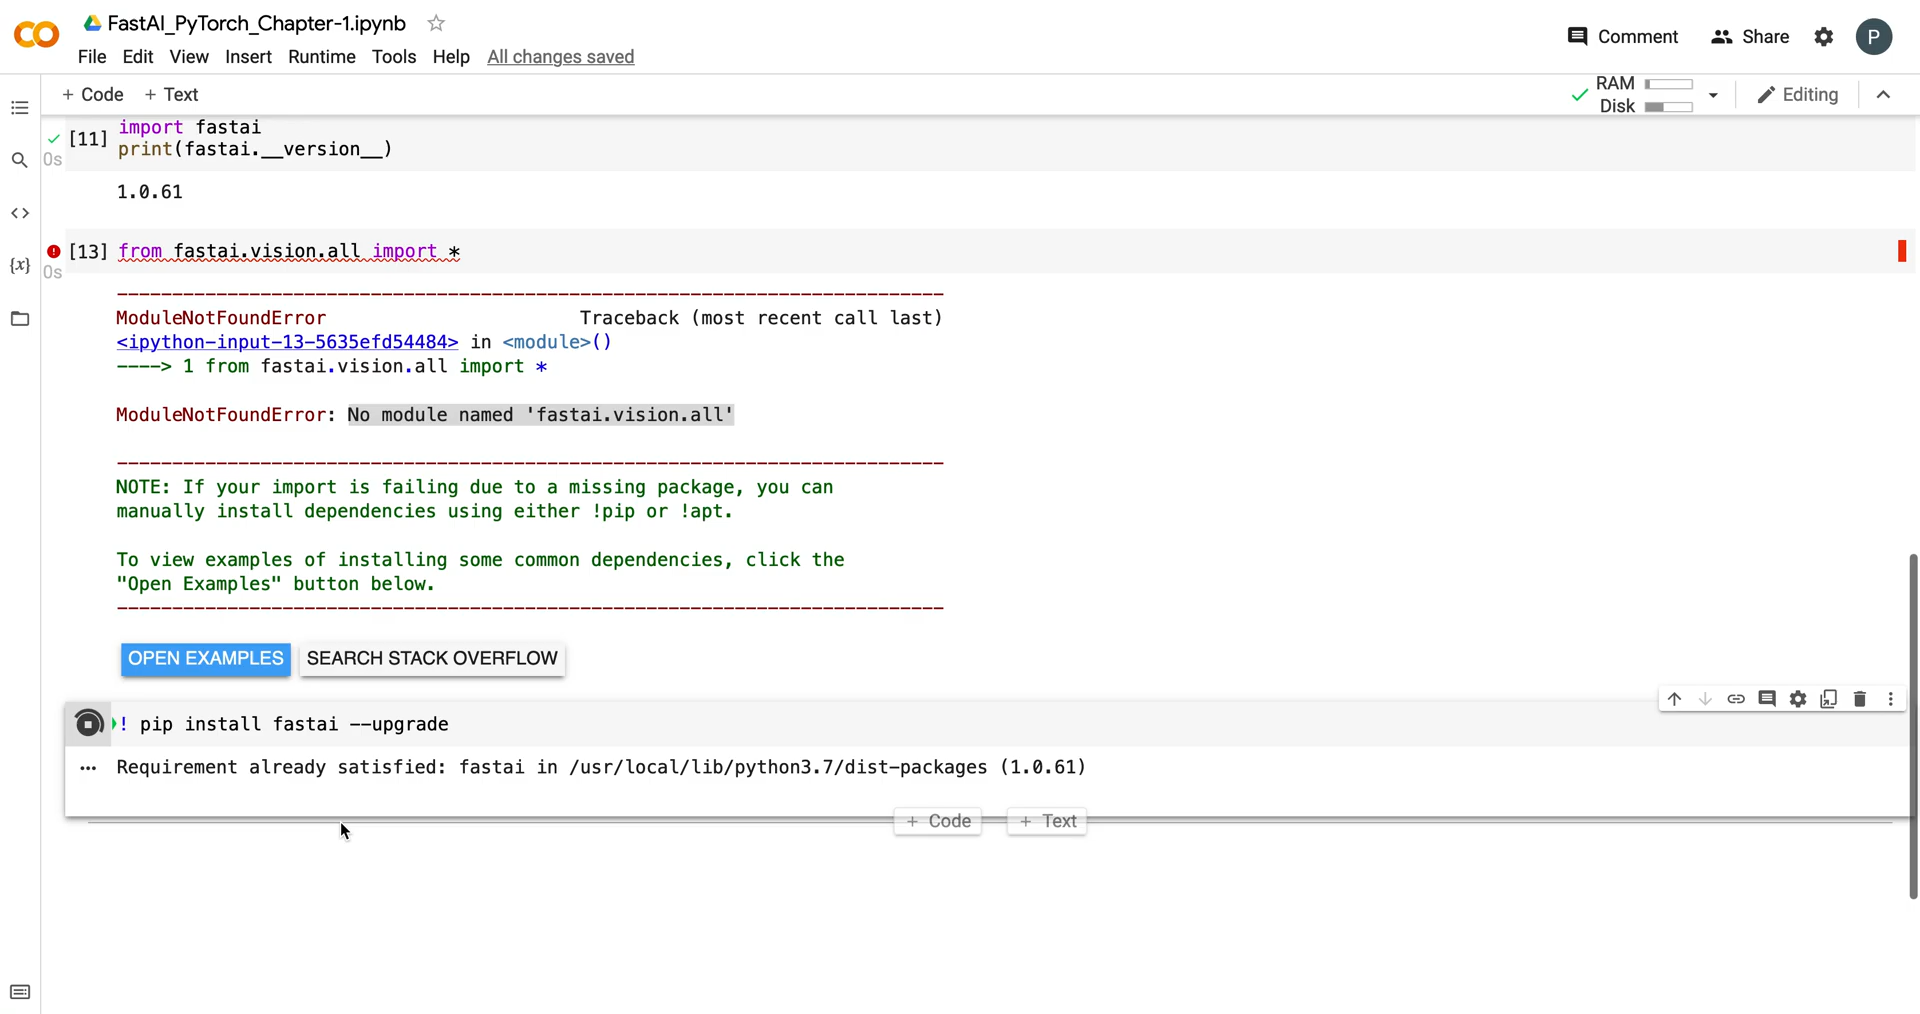 FastAI_PyTorch_Chapter-1.ipynb
Comment Share P
File Edit View Insert Runtime Tools Help All changes saved
+ Code + Text
RAM
Disk
Editing
[11] import fastai
print(fastai.__version__)
0s
1.0.61
[13] from fastai.vision.all import *
0s
---------------------------------------------------------------------------
ModuleNotFoundError Traceback (most recent call last)
<ipython-input-13-5635efd54484> in <module>()
----> 1 from fastai.vision.all import *
ModuleNotFoundError: No module named 'fastai.vision.all'
---------------------------------------------------------------------------
NOTE: If your import is failing due to a missing package, you can
manually install dependencies using either !pip or !apt.
To view examples of installing some common dependencies, click the
"Open Examples" button below.
---------------------------------------------------------------------------
OPEN EXAMPLES SEARCH STACK OVERFLOW
! pip install fastai --upgrade
Requirement already satisfied: fastai in /usr/local/lib/python3.7/dist-packages (1.0.61)
+ Code + Text